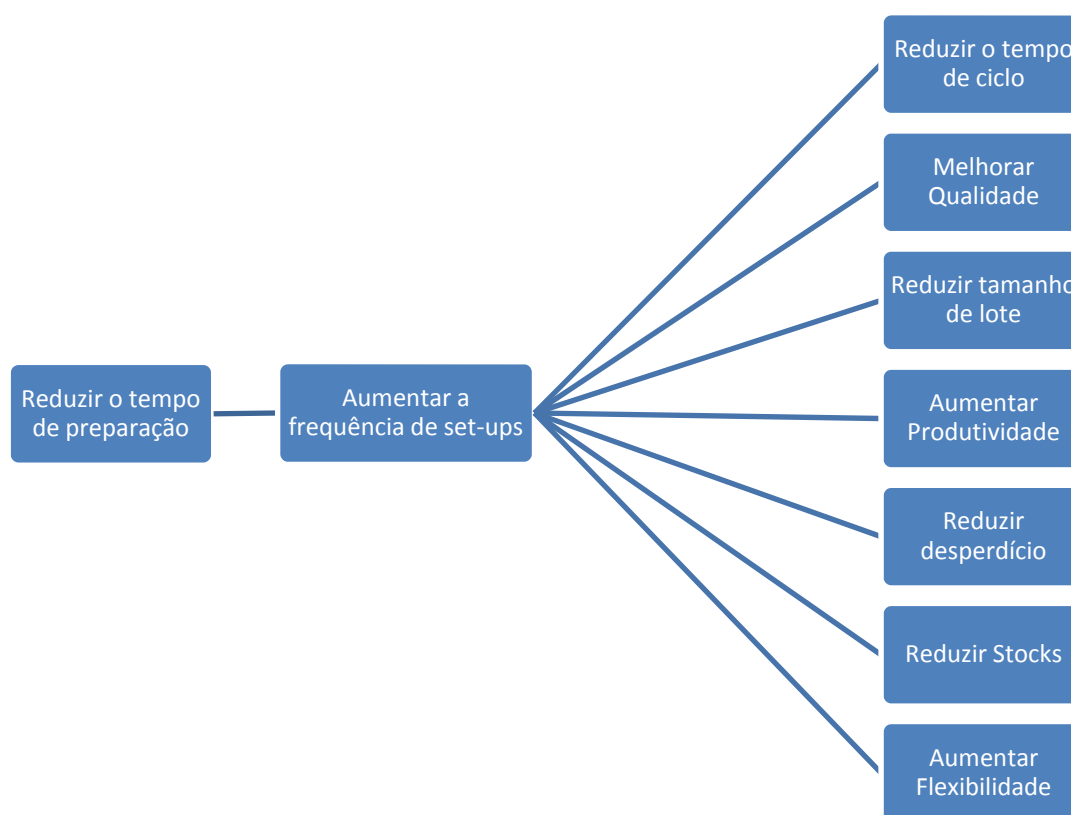 Reduzir o tempo
de preparação
Aumentar a
frequência de set-ups
Reduzir o tempo
de ciclo
Melhorar
Qualidade
Reduzir tamanho
de lote
Aumentar
Produtividade
Reduzir
desperdício
Reduzir Stocks
Aumentar
Flexibilidade